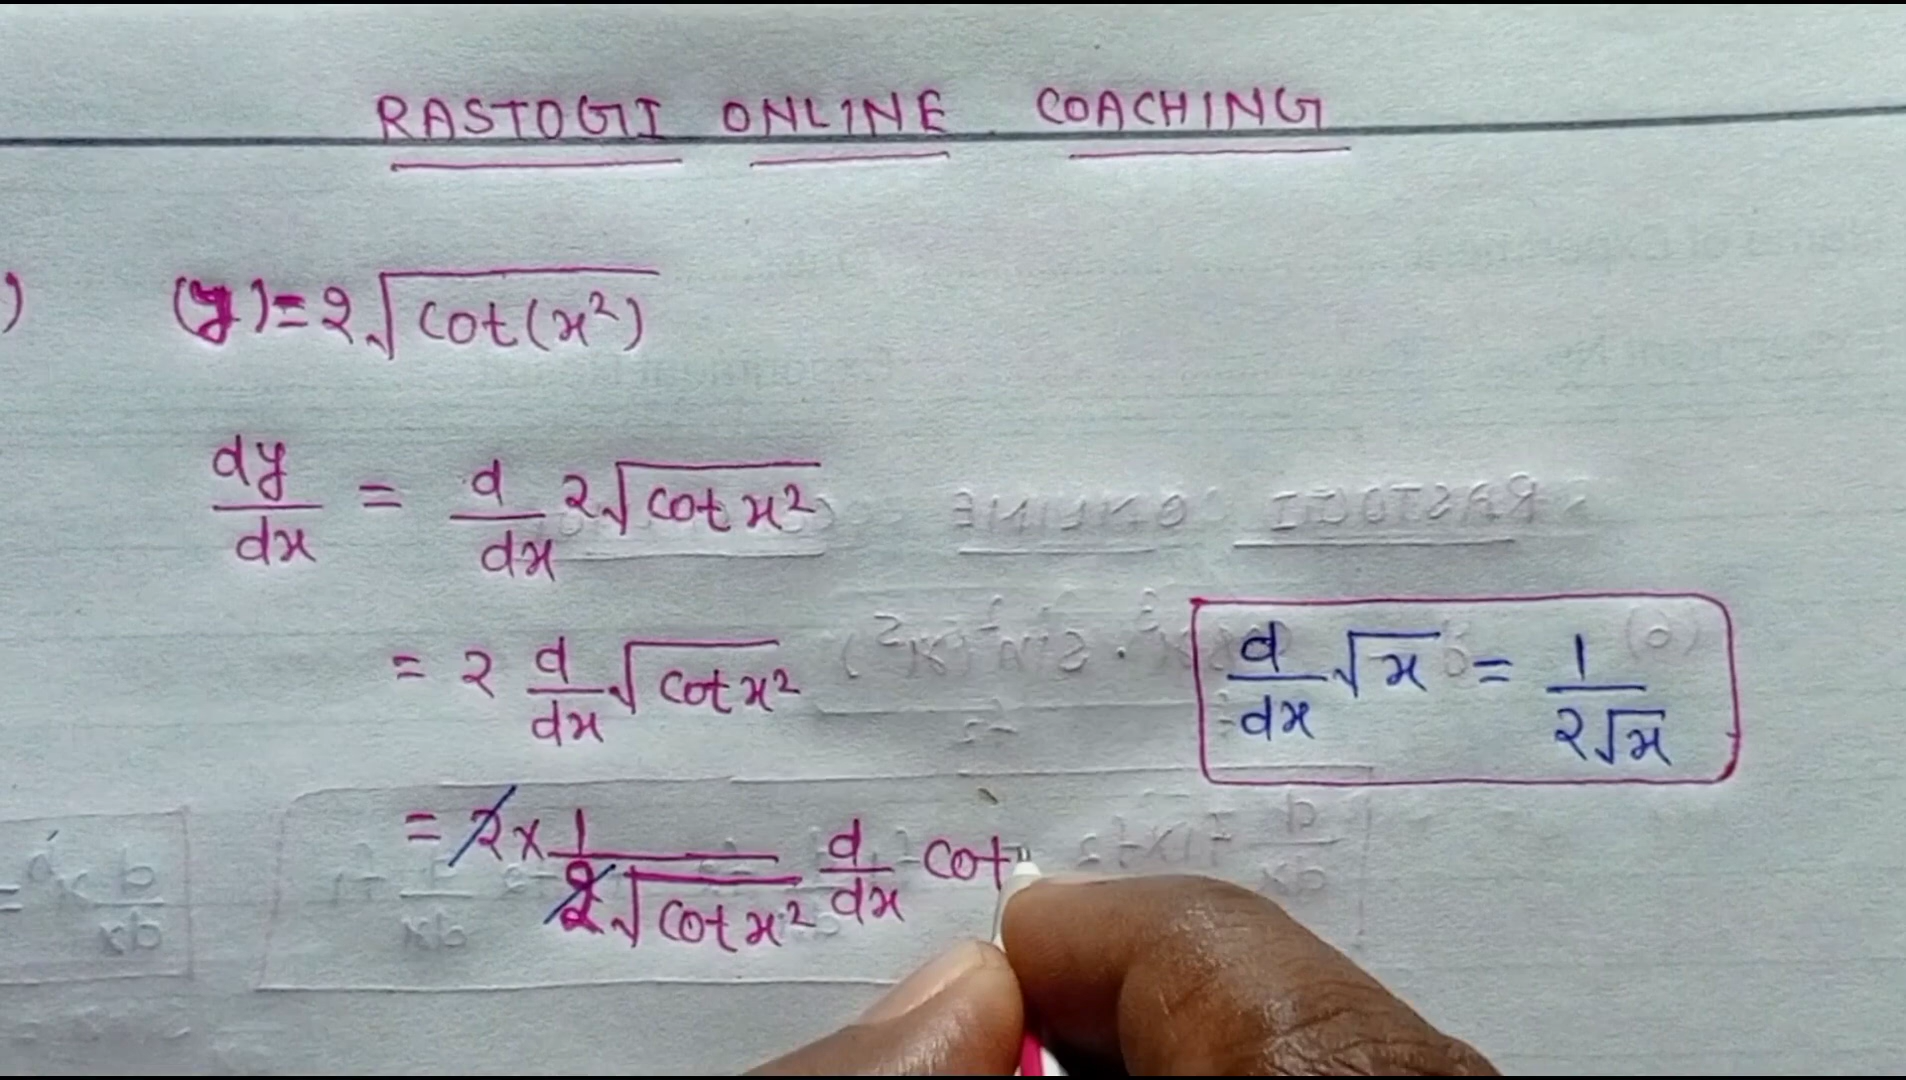 RASTOGI ONLINE COACHING
) (y) = 2√cot(x²)
dy/dx = d/dx 2√cot x²
= 2 d/dx √cot x²
d/dx √x = 1/2√x
= 2 × 1/2√cot x² d/dx cot